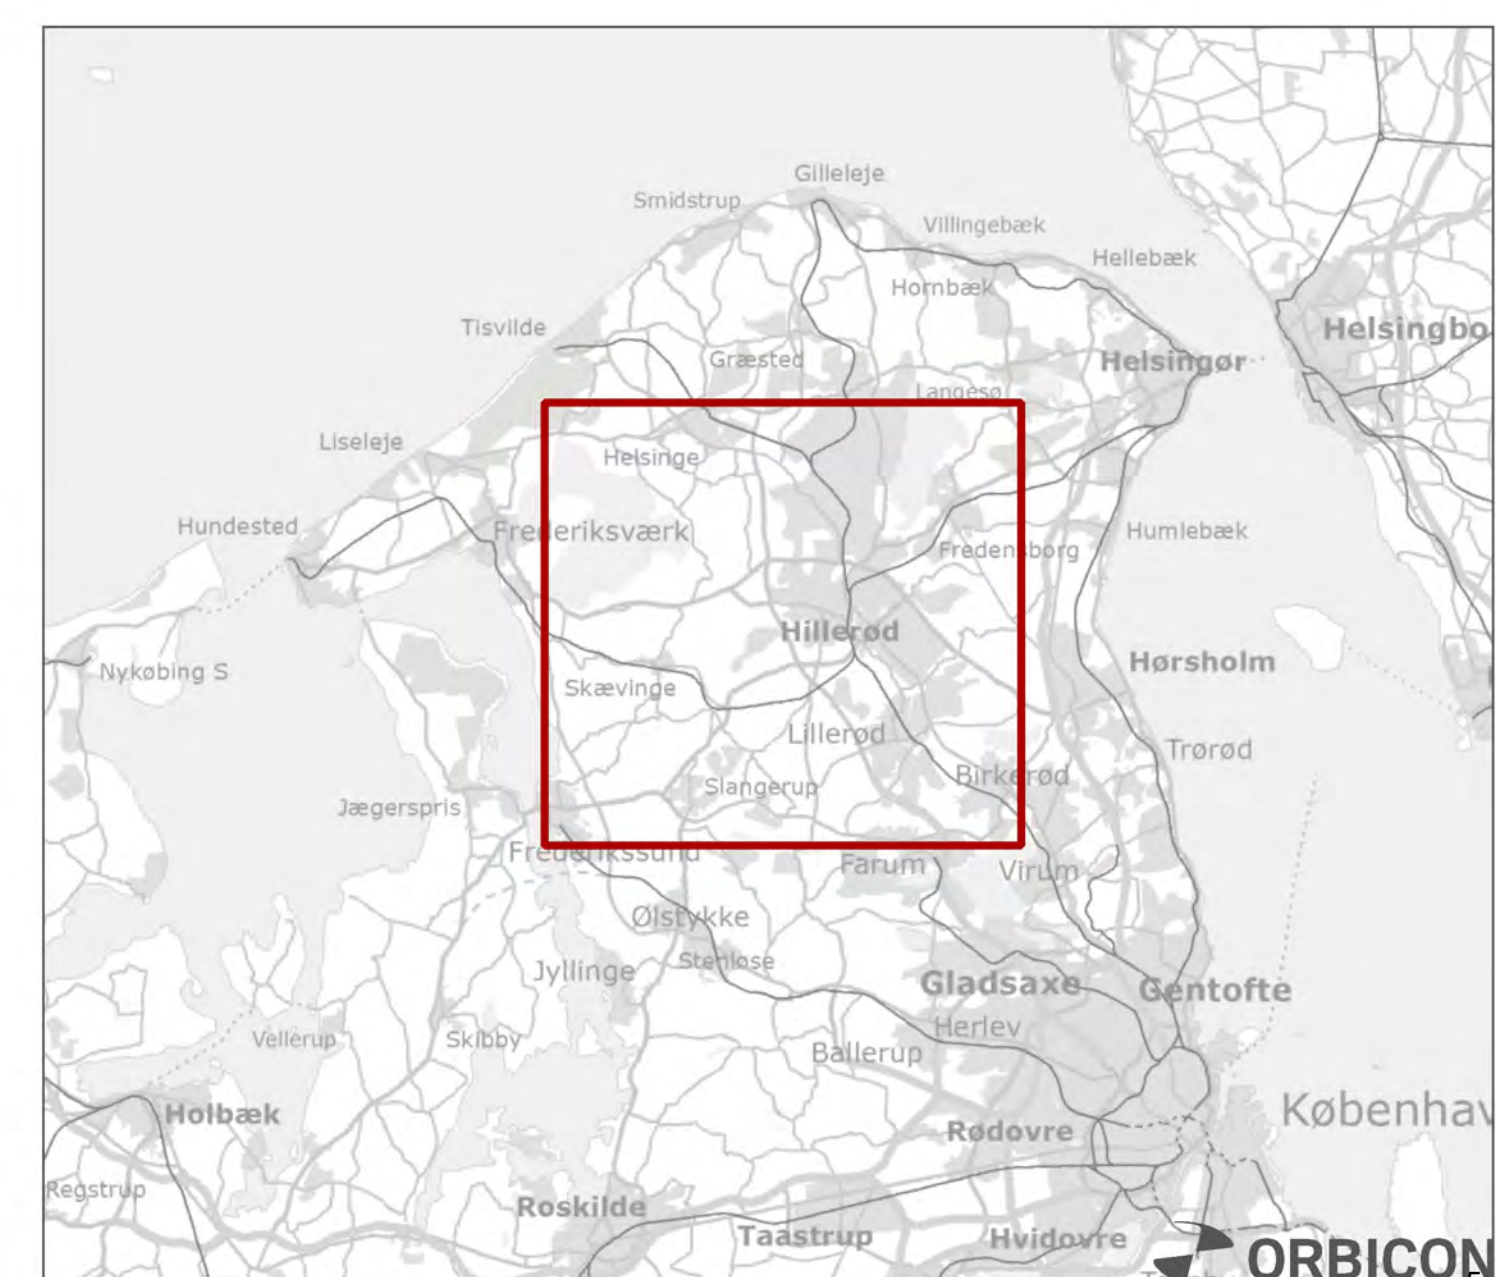 Gilleleje
Smidstrup
Villingebæk
Hellebæk
Hornbæk
Tisvilde
Helsingbo
Græsted
Helsingør
Langesø
Liseleje
Helsinge
Hundested
Frederiksværk
Humlebæk
Fredensborg
Hillerød
Hørsholm
Nykøbing S
Skævinge
Lillerød
Trørød
Birkerød
Slangerup
Jægerspris
Frederikssund
Farum
Virum
Ølstykke
Stenløse
Jyllinge
Gladsaxe
Gentofte
Herlev
Vellerup
Skibby
Ballerup
Københav
Holbæk
Rødovre
Regstrup
Roskilde
Taastrup
Hvidovre
ORBICON